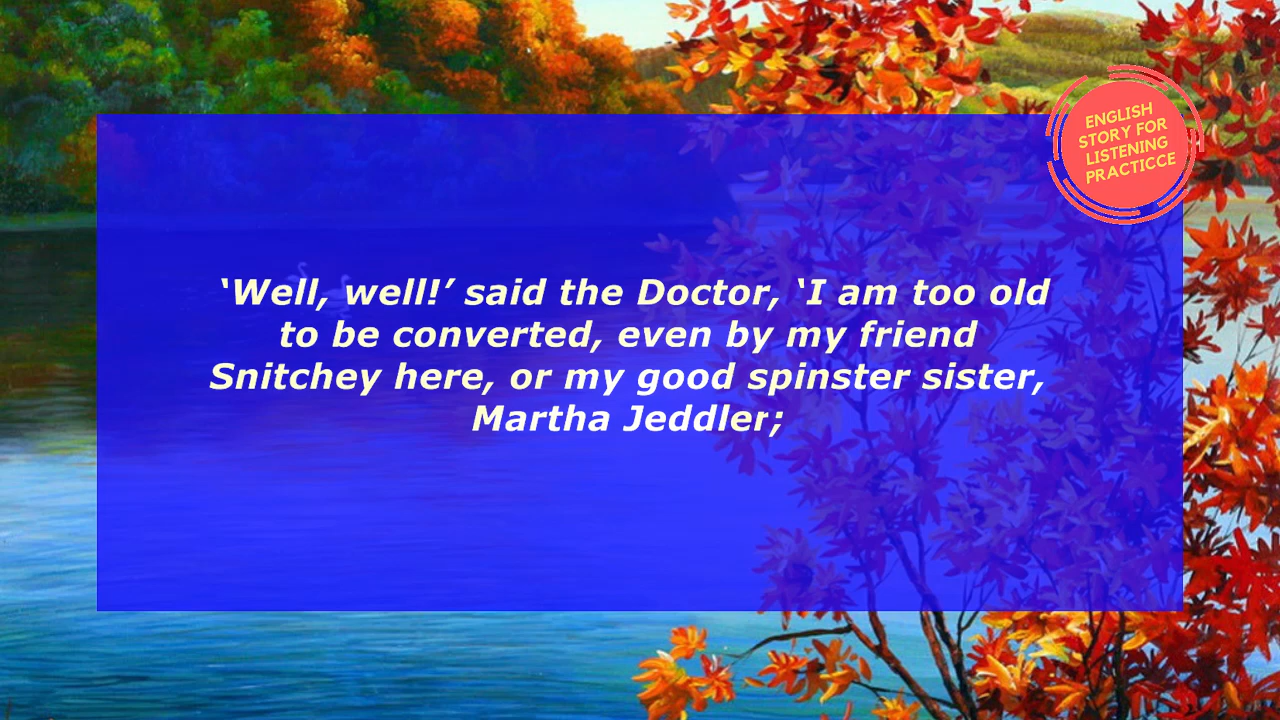 ENGLISH
STORY FOR
LISTENING
PRACTICCE
‘Well, well!’ said the Doctor, ‘I am too old
to be converted, even by my friend
Snitchey here, or my good spinster sister,
Martha Jeddler;